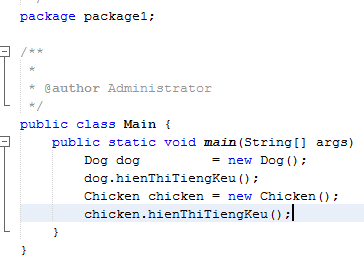 package package1;
/**
*
* @author Administrator
*/
public class Main {
public static void main(String[] args)
Dog dog = new Dog();
dog.hienThiTiengKeu();
Chicken chicken = new Chicken();
chicken.hienThiTiengKeu();
}
}